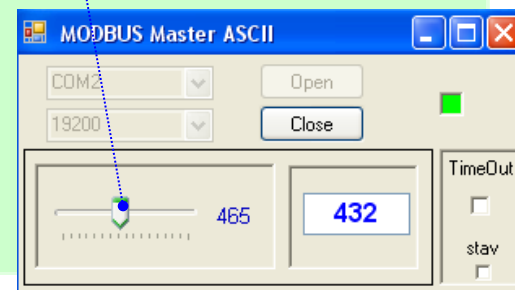 MODBUS Master ASCII
COM2
Open
19200
Close
TimeOut
465
432
stav